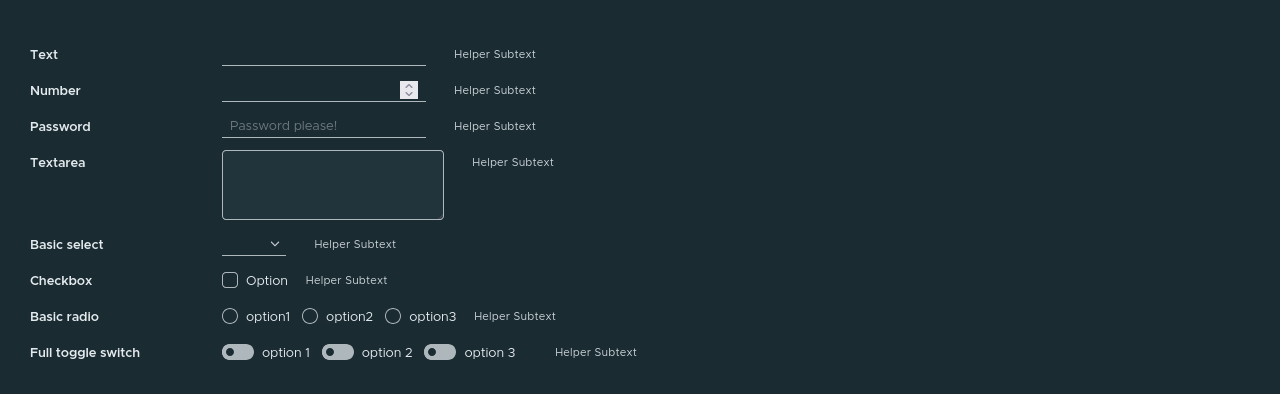 Text Helper Subtext
Number Helper Subtext
Password Password please! Helper Subtext
Textarea Helper Subtext
Basic select Helper Subtext
Checkbox Option Helper Subtext
Basic radio option1 option2 option3 Helper Subtext
Full toggle switch option 1 option 2 option 3 Helper Subtext